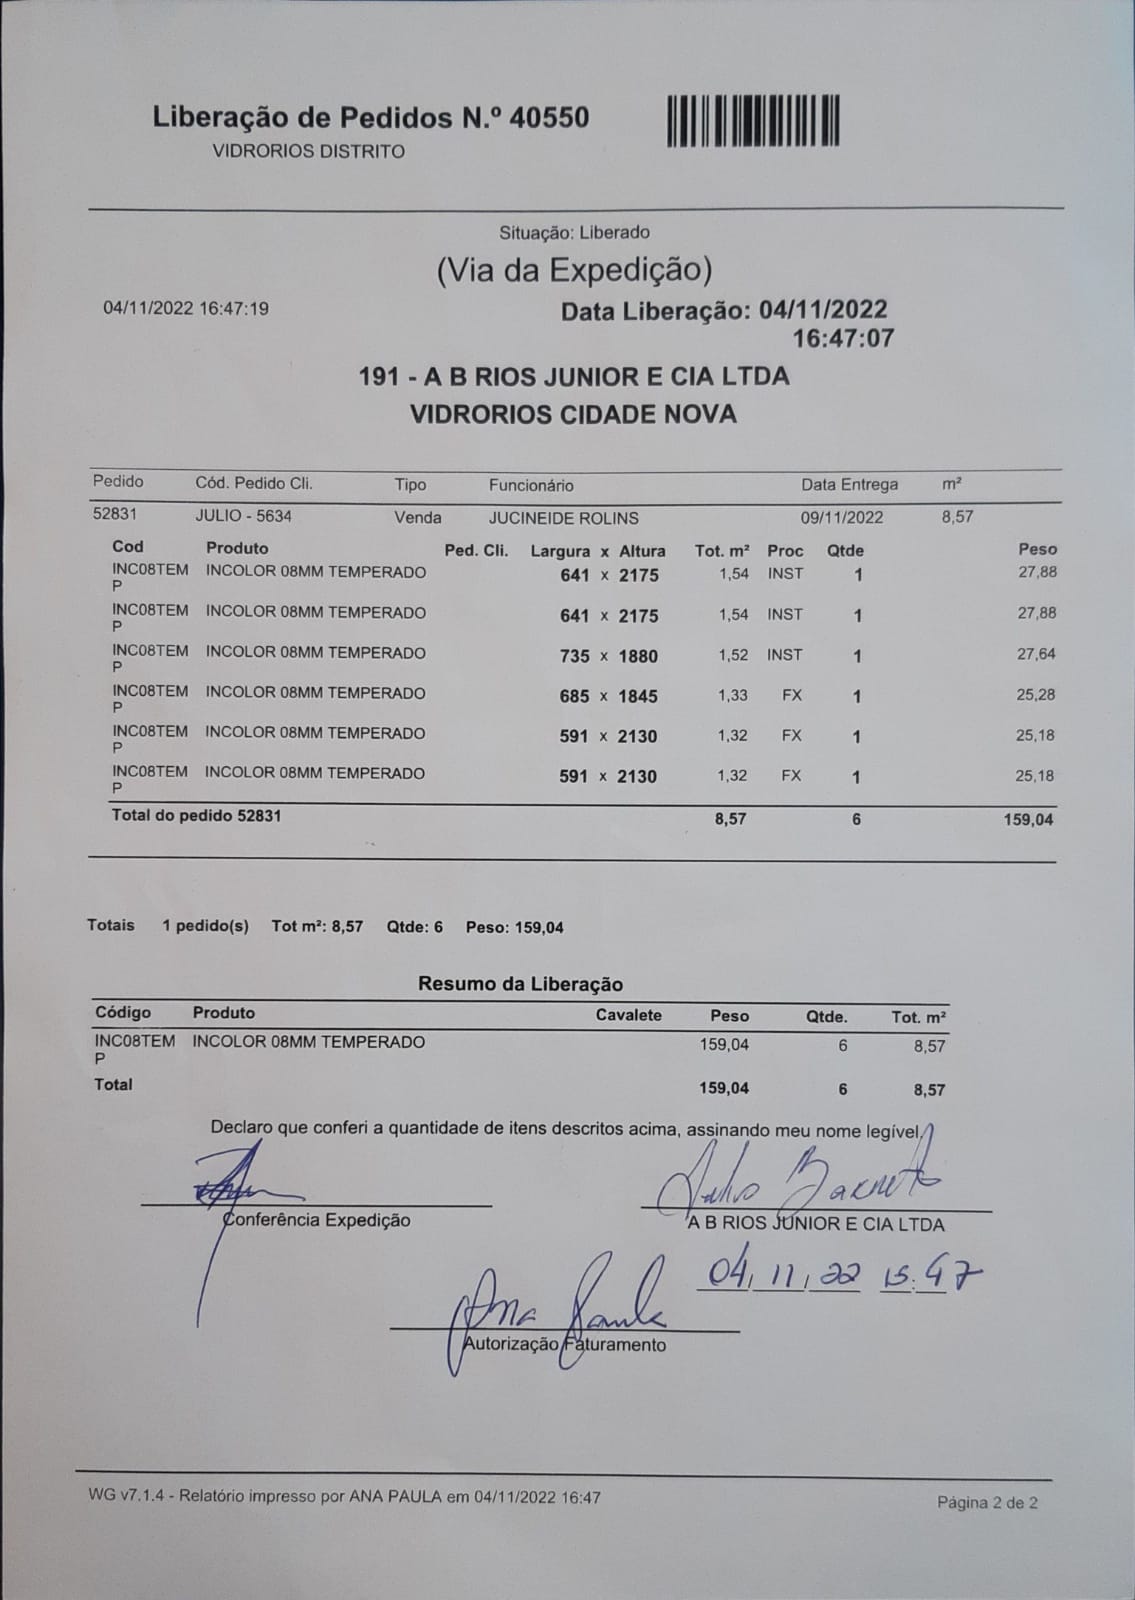 Liberação de Pedidos N.º 40550
VIDRORIOS DISTRITO
Situação: Liberado
(Via da Expedição)
04/11/2022 16:47:19 Data Liberação: 04/11/2022
16:47:07
191 - A B RIOS JUNIOR E CIA LTDA
VIDRORIOS CIDADE NOVA
Pedido Cód. Pedido Cli. Tipo Funcionário Data Entrega m²
52831 JULIO - 5634 Venda JUCINEIDE ROLINS 09/11/2022 8,57
Cod Produto Ped. Cli. Largura x Altura Tot. m² Proc Qtde Peso
INC08TEM INCOLOR 08MM TEMPERADO 641 x 2175 1,54 INST 1 27,88
P
INC08TEM INCOLOR 08MM TEMPERADO 641 x 2175 1,54 INST 1 27,88
P
INC08TEM INCOLOR 08MM TEMPERADO 735 x 1880 1,52 INST 1 27,64
P
INC08TEM INCOLOR 08MM TEMPERADO 685 x 1845 1,33 FX 1 25,28
P
INC08TEM INCOLOR 08MM TEMPERADO 591 x 2130 1,32 FX 1 25,18
P
INC08TEM INCOLOR 08MM TEMPERADO 591 x 2130 1,32 FX 1 25,18
P
Total do pedido 52831 8,57 6 159,04
Totais 1 pedido(s) Tot m²: 8,57 Qtde: 6 Peso: 159,04
Resumo da Liberação
Código Produto Cavalete Peso Qtde. Tot. m²
INC08TEM INCOLOR 08MM TEMPERADO 159,04 6 8,57
P
Total 159,04 6 8,57
Declaro que conferi a quantidade de itens descritos acima, assinando meu nome legível.
Conferência Expedição A B RIOS JUNIOR E CIA LTDA
04, 11, 22 15:47
Ana Paula
Autorização Faturamento
WG v7.1.4 - Relatório impresso por ANA PAULA em 04/11/2022 16:47 Página 2 de 2